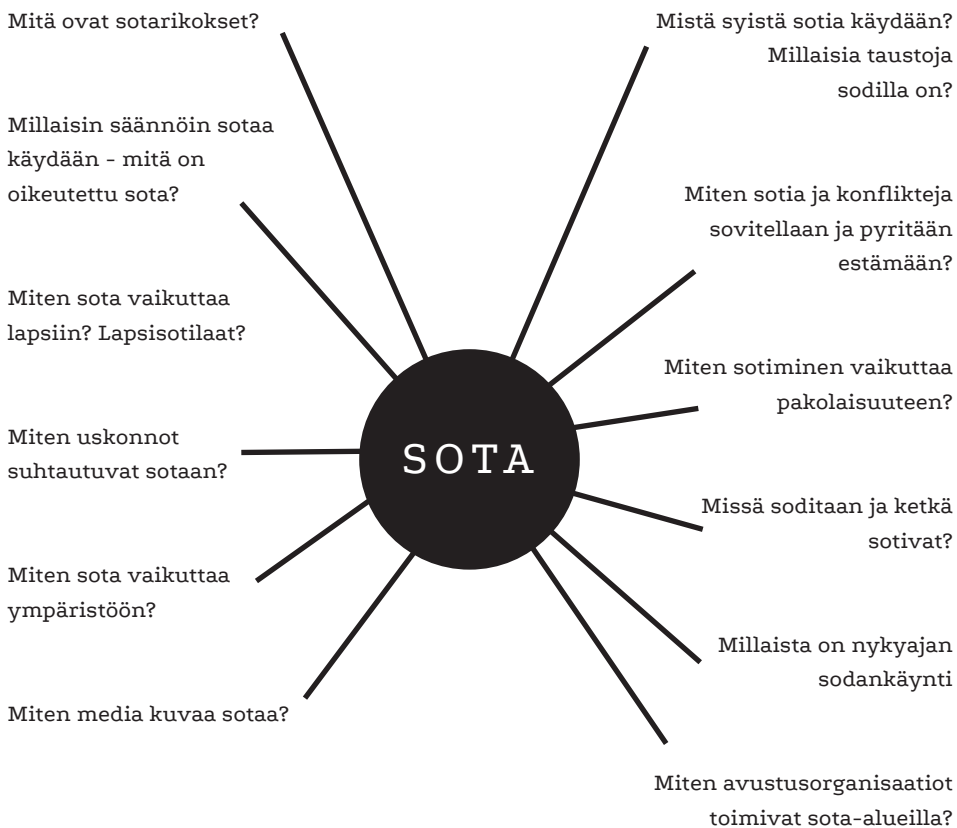 Mitä ovat sotarikokset?
Millaisin säännöin sotaa
käydään - mitä on
oikeutettu sota?
Miten sota vaikuttaa
lapsiin? Lapsisotilaat?
Miten uskonnot
suhtautuvat sotaan?
Miten sota vaikuttaa
ympäristöön?
Miten media kuvaa sotaa?
SOTA
Mistä syistä sotia käydään?
Millaisia taustoja
sodilla on?
Miten sotia ja konflikteja
sovitellaan ja pyritään
estämään?
Miten sotiminen vaikuttaa
pakolaisuuteen?
Missä soditaan ja ketkä
sotivat?
Millaista on nykyajan
sodankäynti
Miten avustusorganisaatiot
toimivat sota-alueilla?